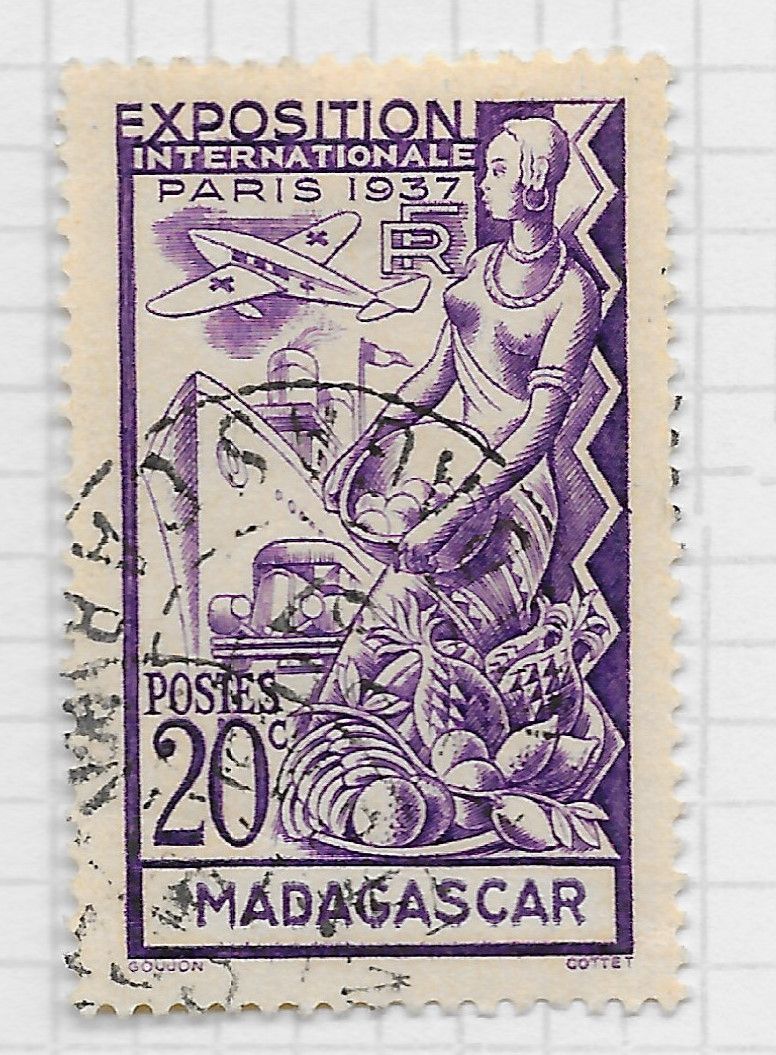 EXPOSITION
INTERNATIONALE
PARIS 1937
RF
POSTES
20c
MADAGASCAR
GOUJON COTTET